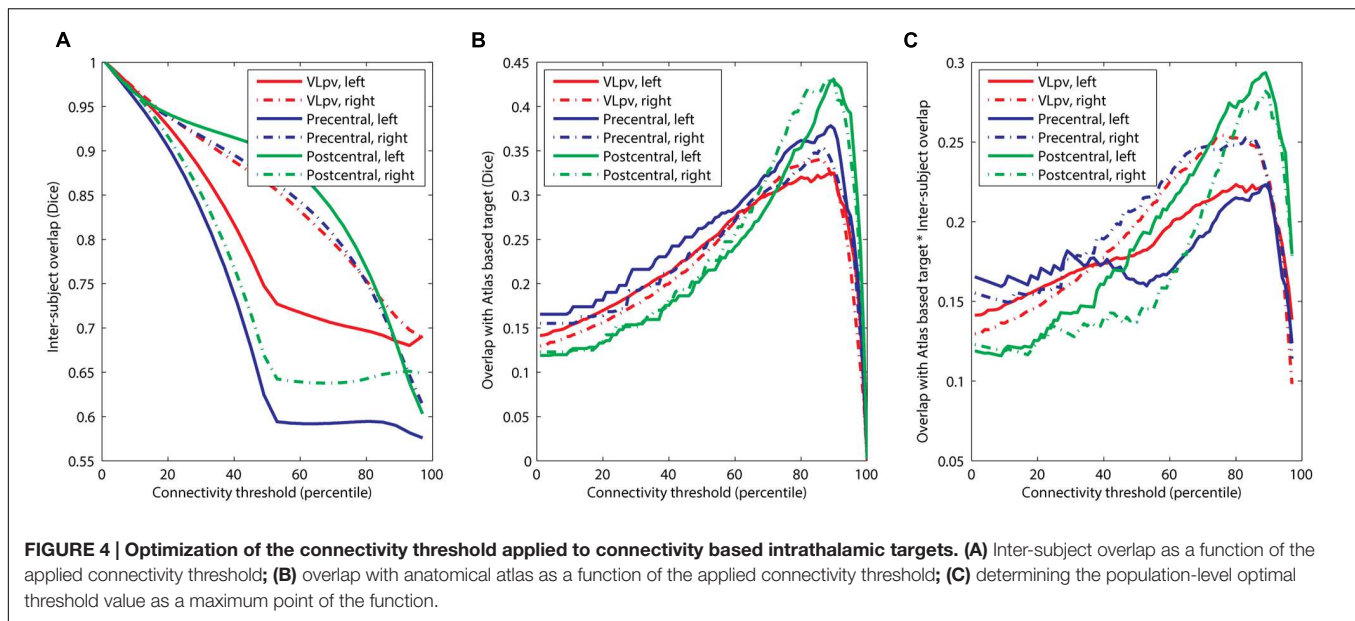 A
1
0.95
0.9
0.85
0.8
0.75
0.7
0.65
0.6
0.55
Inter-subject overlap (Dice)
VLpv, left
VLpv, right
Precentral, left
Precentral, right
Postcentral, left
Postcentral, right
0 20 40 60 80 100
Connectivity threshold (percentile)
B
0.45
0.4
0.35
0.3
0.25
0.2
0.15
0.1
0.05
0
Overlap with Atlas based target (Dice)
VLpv, left
VLpv, right
Precentral, left
Precentral, right
Postcentral, left
Postcentral, right
0 20 40 60 80 100
Connectivity threshold (percentile)
C
0.3
0.25
0.2
0.15
0.1
0.05
Overlap with Atlas based target * Inter-subject overlap
VLpv, left
VLpv, right
Precentral, left
Precentral, right
Postcentral, left
Postcentral, right
0 20 40 60 80 100
Connectivity threshold (percentile)
FIGURE 4 | Optimization of the connectivity threshold applied to connectivity based intrathalamic targets. (A) Inter-subject overlap as a function of the
applied connectivity threshold; (B) overlap with anatomical atlas as a function of the applied connectivity threshold; (C) determining the population-level optimal
threshold value as a maximum point of the function.